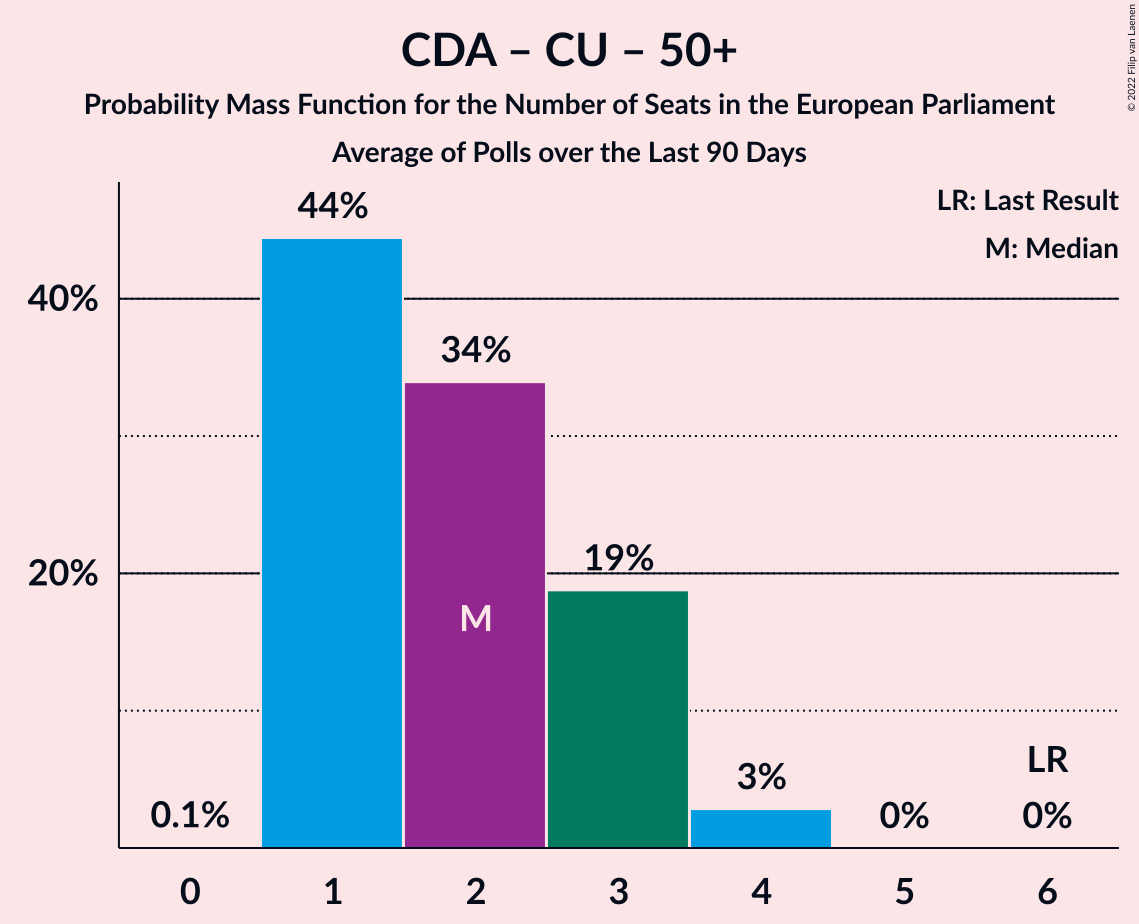 CDA – CU – 50+
Probability Mass Function for the Number of Seats in the European Parliament
Average of Polls over the Last 90 Days
© 2022 Filip van Laenen
LR: Last Result
M: Median
44%
40%
34%
19%
20%
M
LR
3%
0.1%
0%
0%
0
1
2
3
4
5
6